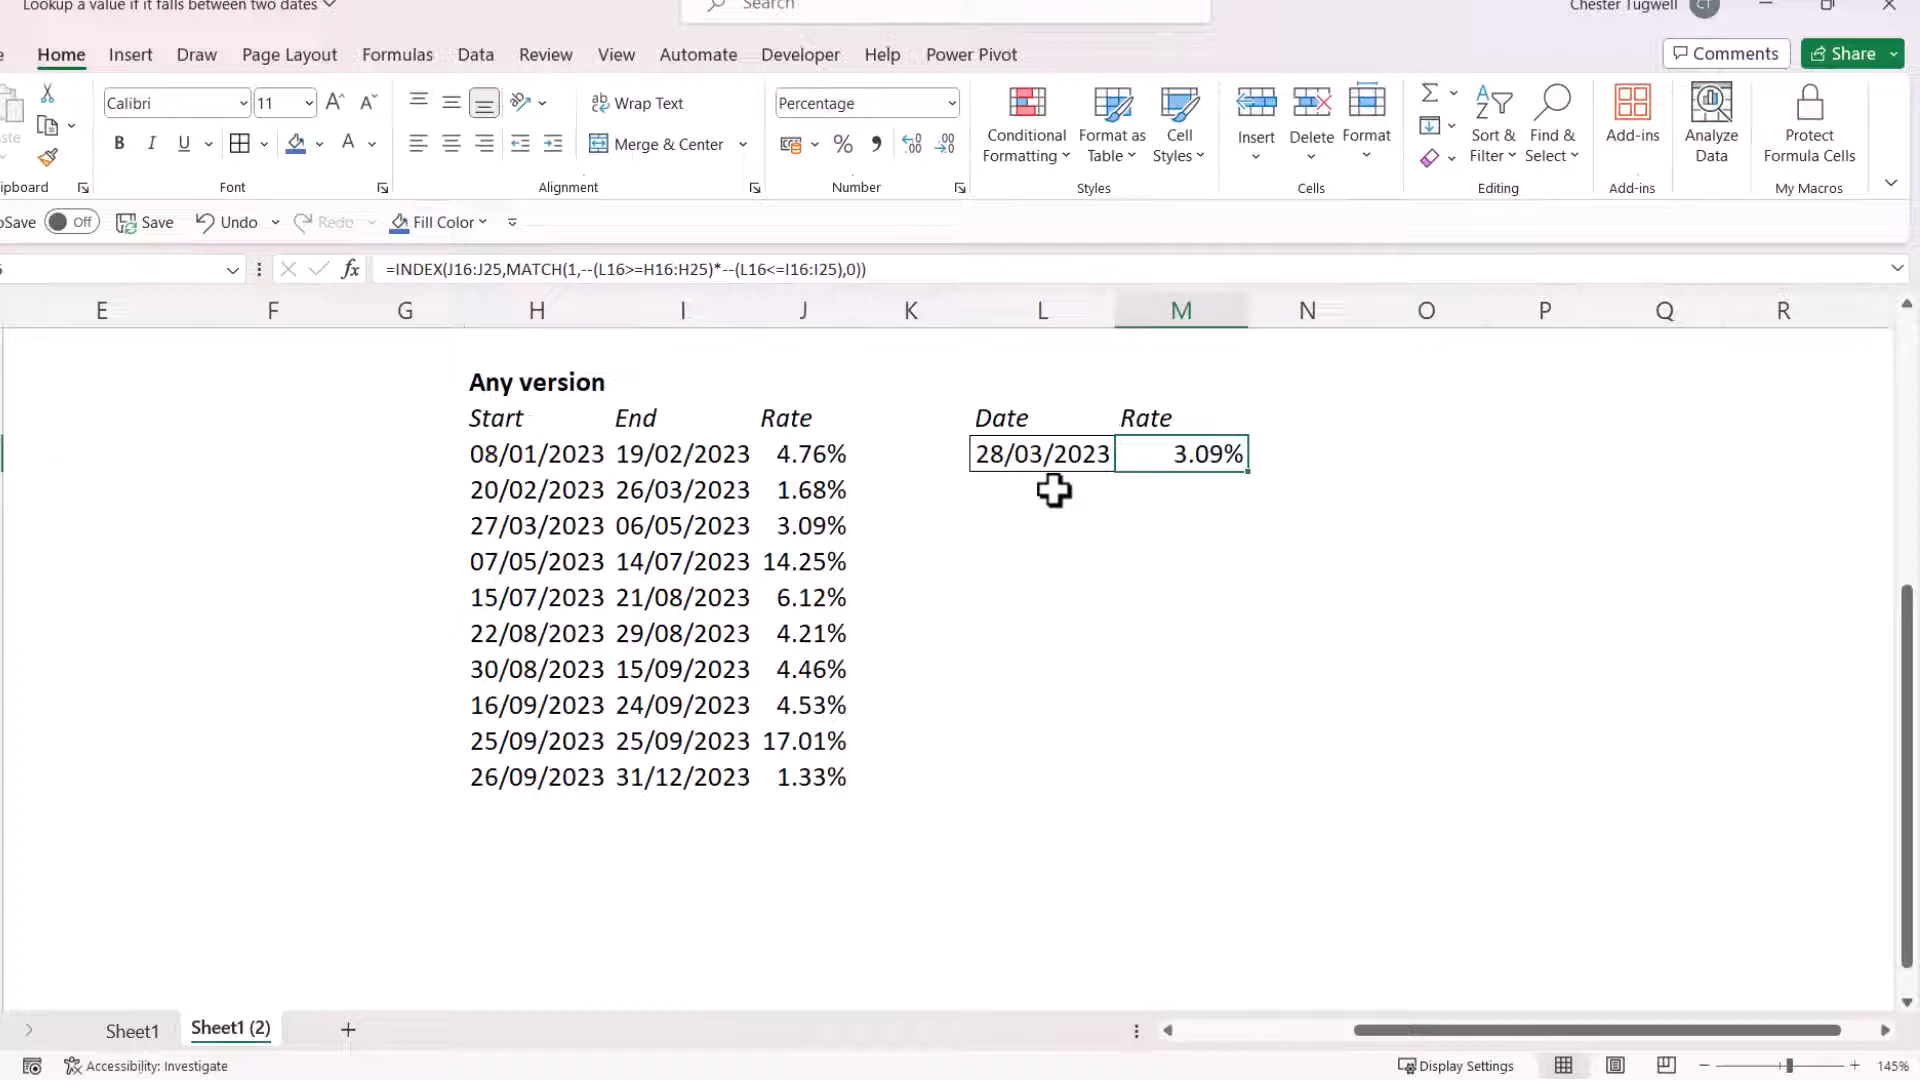 Lookup a value if it falls between two dates
Search
Chester Tugwell
CT
Home Insert Draw Page Layout Formulas Data Review View Automate Developer Help Power Pivot
Comments
Share
Calibri
11
Wrap Text
Percentage
Conditional Formatting
Format as Table
Cell Styles
Insert
Delete
Format
Sort & Filter
Find & Select
Add-ins
Analyze Data
Protect Formula Cells
B I U
Merge & Center
ipboard
Font
Alignment
Number
Styles
Cells
Editing
Add-ins
My Macros
oSave Off Save Undo Redo Fill Color
fx =INDEX(J16:J25,MATCH(1,--(L16>=H16:H25)*--(L16<=I16:I25),0))
E F G H I J K L M N O P Q R
Any version
Start End Rate Date Rate
08/01/2023 19/02/2023 4.76% 28/03/2023 3.09%
20/02/2023 26/03/2023 1.68%
27/03/2023 06/05/2023 3.09%
07/05/2023 14/07/2023 14.25%
15/07/2023 21/08/2023 6.12%
22/08/2023 29/08/2023 4.21%
30/08/2023 15/09/2023 4.46%
16/09/2023 24/09/2023 4.53%
25/09/2023 25/09/2023 17.01%
26/09/2023 31/12/2023 1.33%
Sheet1 Sheet1 (2)
Accessibility: Investigate
Display Settings
145%